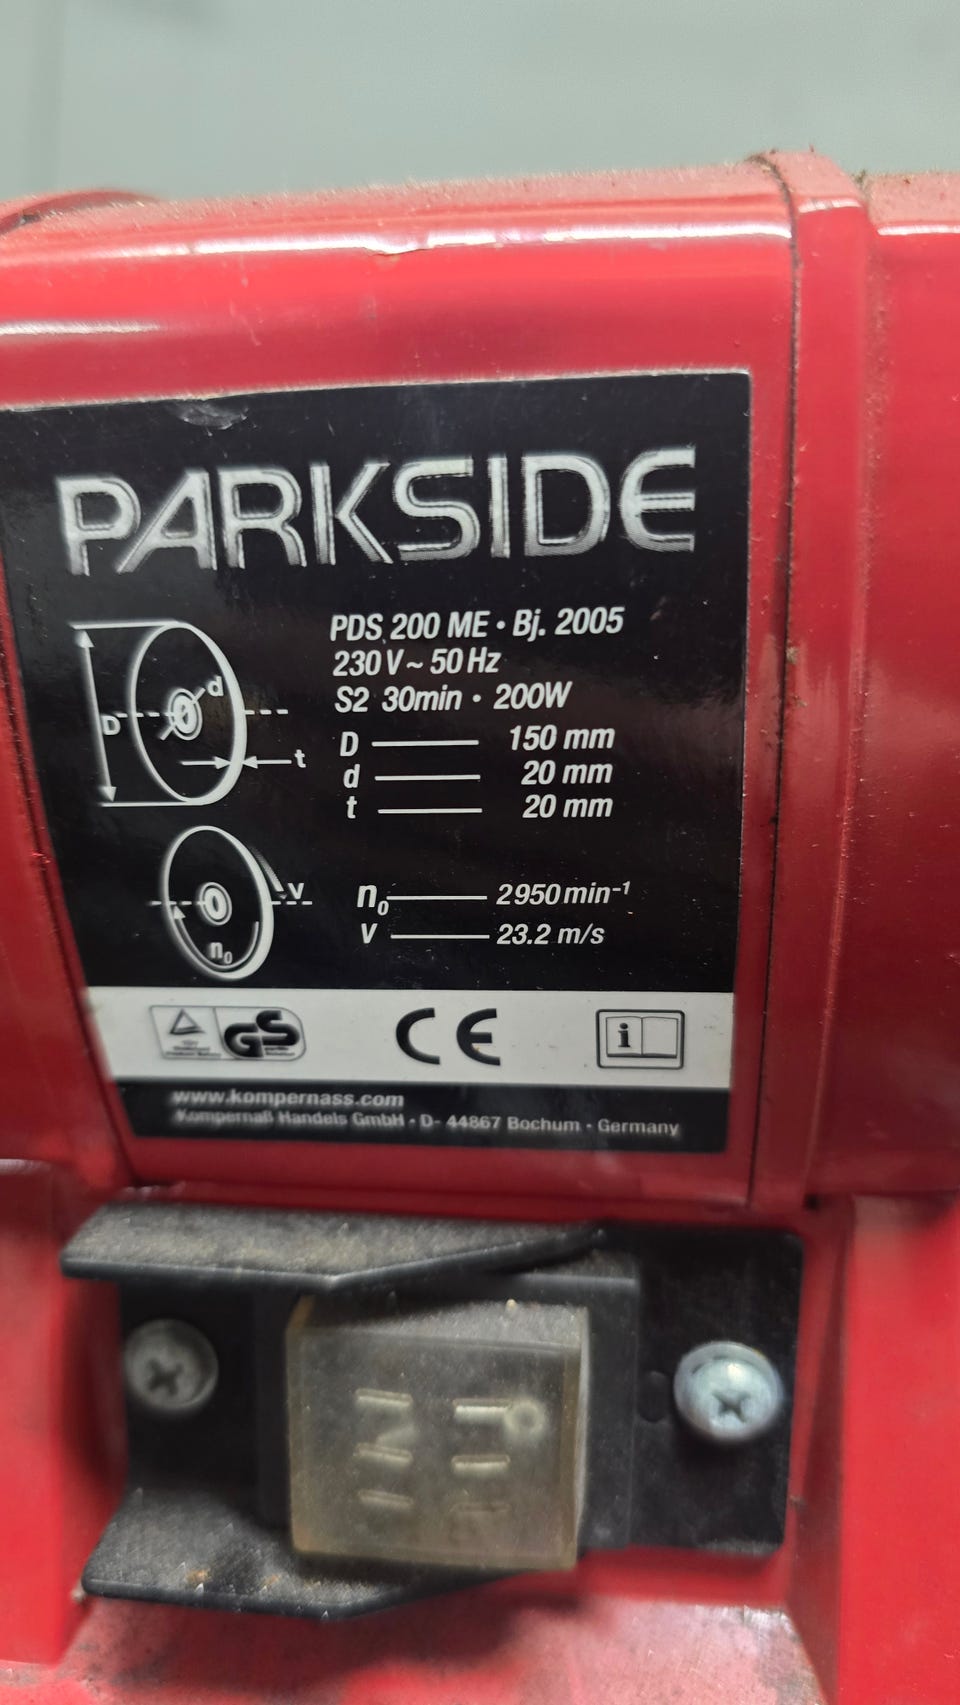 PARKSIDE
PDS 200 ME • Bj. 2005
230 V ~ 50 Hz
S2 30min • 200W
D 150 mm
d 20 mm
t 20 mm
n₀ 2950 min⁻¹
V 23.2 m/s
D
d
t
v
n₀
GS
CE
i
www.kompernass.com
Kompernaß Handels GmbH • D- 44867 Bochum • Germany